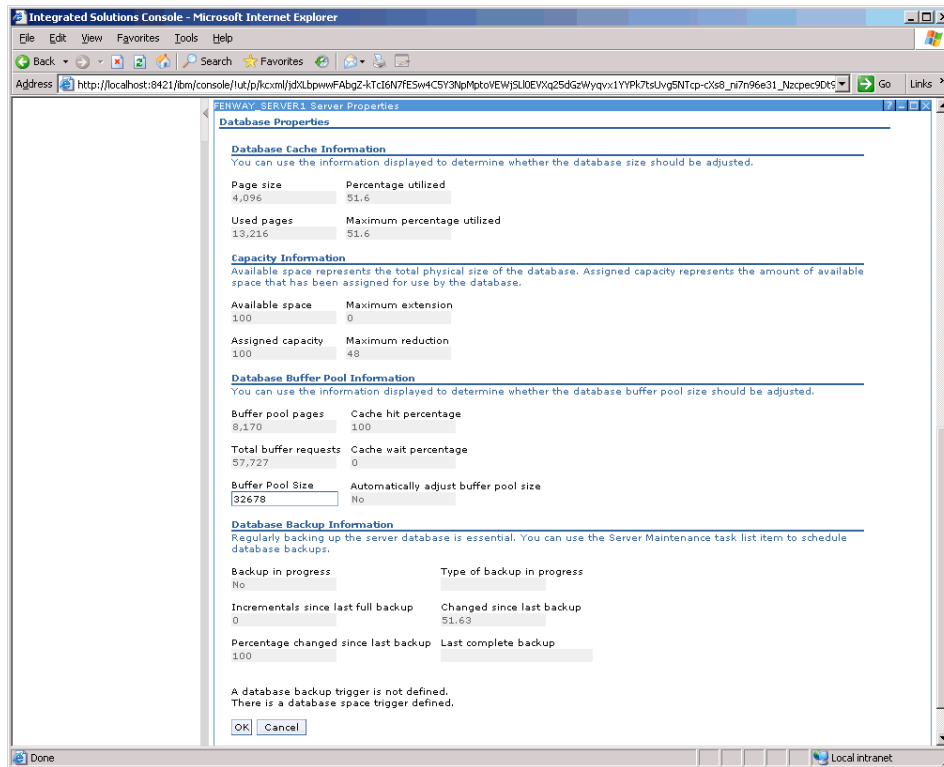 Integrated Solutions Console - Microsoft Internet Explorer
File Edit View Favorites Tools Help
Back Search Favorites
Address http://localhost:8421/ibm/console/!ut/p/kcxml/ Go Links
FENWAY_SERVER1 Server Properties
Database Properties
Database Cache Information
You can use the information displayed to determine whether the database size should be adjusted.
Page size Percentage utilized
4,096 51.6
Used pages Maximum percentage utilized
13,216 51.6
Capacity Information
Available space represents the total physical size of the database. Assigned capacity represents the amount of available
space that has been assigned for use by the database.
Available space Maximum extension
100 0
Assigned capacity Maximum reduction
100 48
Database Buffer Pool Information
You can use the information displayed to determine whether the database buffer pool size should be adjusted.
Buffer pool pages Cache hit percentage
8,170 100
Total buffer requests Cache wait percentage
57,727 0
Buffer Pool Size Automatically adjust buffer pool size
32678 No
Database Backup Information
Regularly backing up the server database is essential. You can use the Server Maintenance task list item to schedule
database backups.
Backup in progress Type of backup in progress
No
Incrementals since last full backup Changed since last backup
0 51.63
Percentage changed since last backup Last complete backup
100
A database backup trigger is not defined.
There is a database space trigger defined.
OK Cancel
Done Local intranet